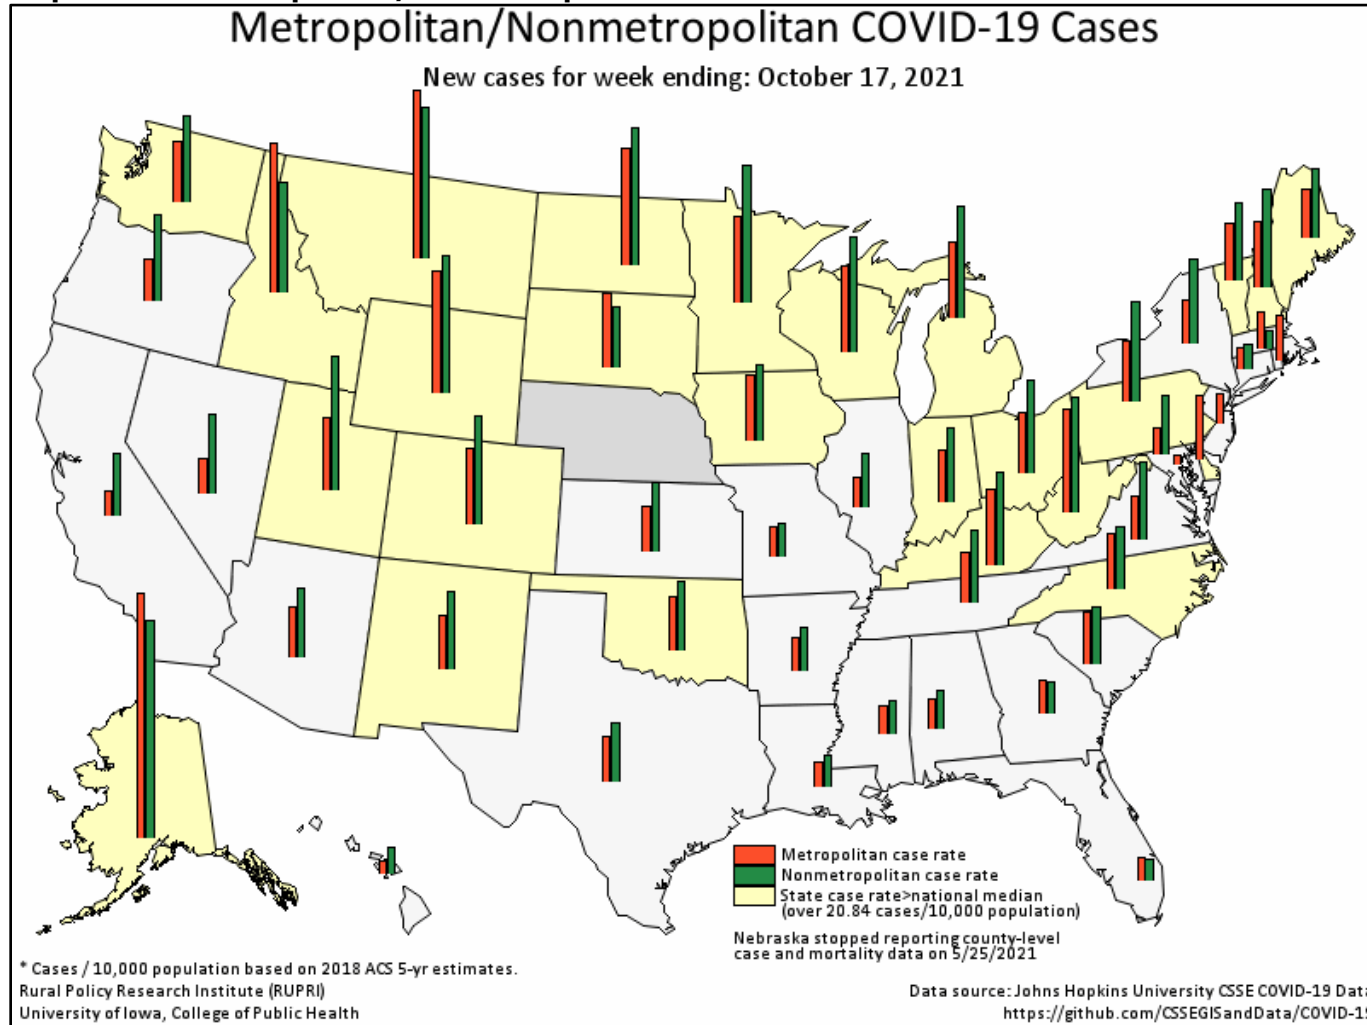 Metropolitan/Nonmetropolitan COVID-19 Cases
New cases for week ending: October 17, 2021
Metropolitan case rate
Nonmetropolitan case rate
State case rate>national median
(over 20.84 cases/10,000 population)
Nebraska stopped reporting county-level
case and mortality data on 5/25/2021
* Cases / 10,000 population based on 2018 ACS 5-yr estimates.
Rural Policy Research Institute (RUPRI)
University of Iowa, College of Public Health
Data source: Johns Hopkins University CSSE COVID-19 Data
https://github.com/CSSEGISandData/COVID-19